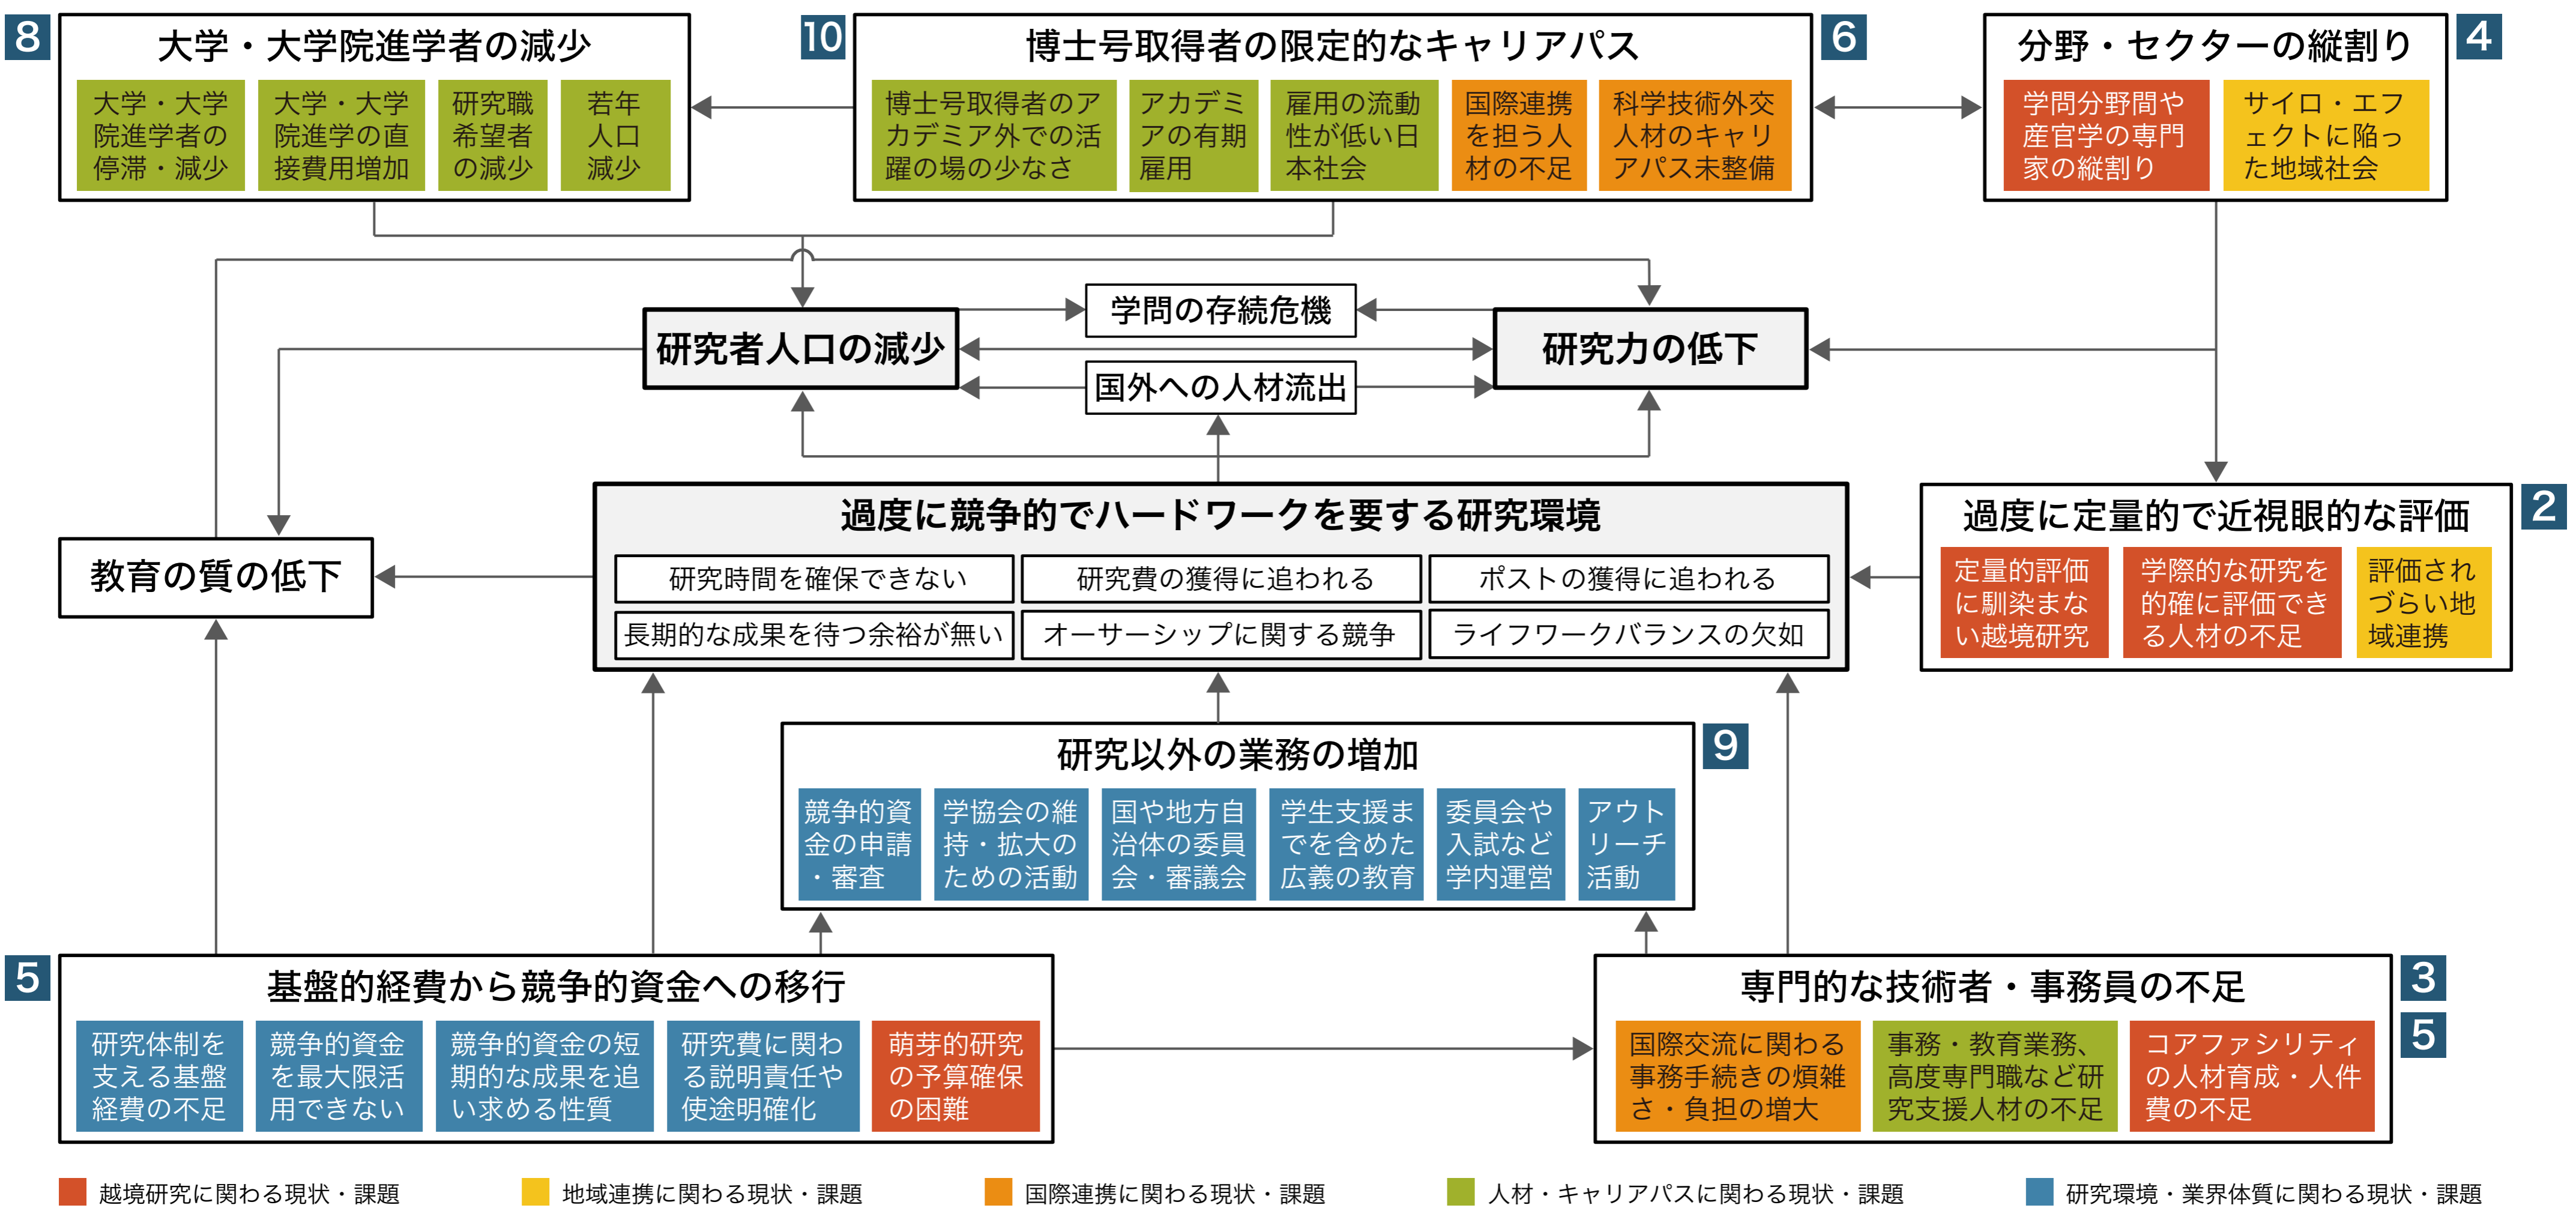 8
大学・大学院進学者の減少
大学・大学
院進学者の
停滞・減少
大学・大学
院進学の直
接費用増加
研究職
希望者
の減少
若年
人口
減少
10
博士号取得者の限定的なキャリアパス
6
博士号取得者のア
カデミア外での活
躍の場の少なさ
アカデミ
アの有期
雇用
雇用の流動
性が低い日
本社会
国際連携
を担う人
材の不足
科学技術外交
人材のキャリ
アパス未整備
分野・セクターの縦割り
4
学問分野間や
産官学の専門
家の縦割り
サイロ・エフ
ェクトに陥っ
た地域社会
学問の存続危機
研究者人口の減少
研究力の低下
国外への人材流出
教育の質の低下
過度に競争的でハードワークを要する研究環境
研究時間を確保できない
研究費の獲得に追われる
ポストの獲得に追われる
長期的な成果を待つ余裕が無い
オーサーシップに関する競争
ライフワークバランスの欠如
過度に定量的で近視眼的な評価
2
定量的評価
に馴染まな
い越境研究
学際的な研究を
的確に評価でき
る人材の不足
評価され
づらい地
域連携
研究以外の業務の増加
9
競争的資
金の申請
・審査
学協会の維
持・拡大の
ための活動
国や地方自
治体の委員
会・審議会
学生支援ま
でを含めた
広義の教育
委員会や
入試など
学内運営
アウト
リーチ
活動
5
基盤的経費から競争的資金への移行
研究体制を
支える基盤
経費の不足
競争的資金
を最大限活
用できない
競争的資金の短
期的な成果を追
い求める性質
研究費に関わ
る説明責任や
使途明確化
萌芽的研究
の予算確保
の困難
専門的な技術者・事務員の不足
3
5
国際交流に関わる
事務手続きの煩雑
さ・負担の増大
事務・教育業務、
高度専門職など研
究支援人材の不足
コアファシリティ
の人材育成・人件
費の不足
越境研究に関わる現状・課題
地域連携に関わる現状・課題
国際連携に関わる現状・課題
人材・キャリアパスに関わる現状・課題
研究環境・業界体質に関わる現状・課題